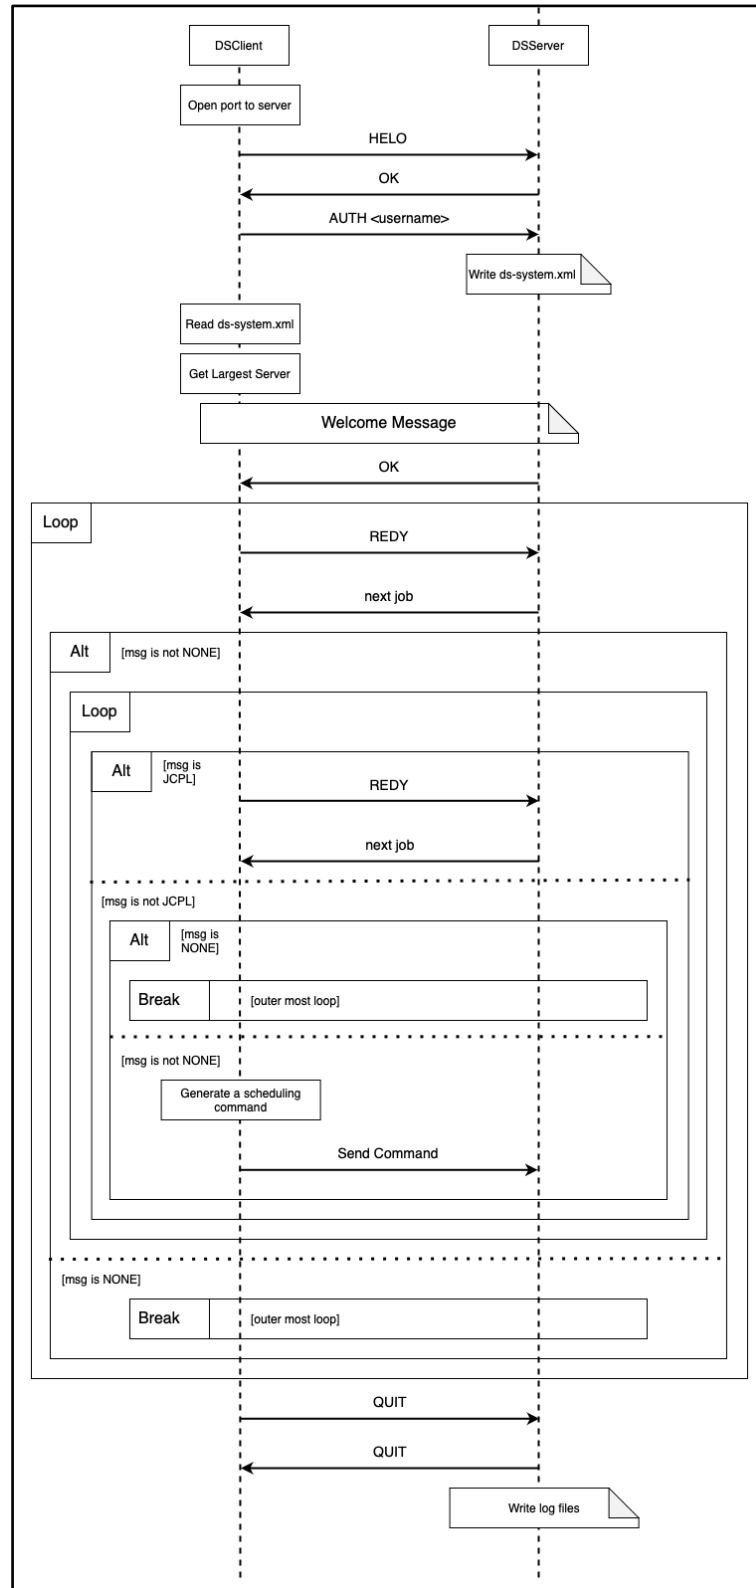 DSClient
DSServer
Open port to server
HELO
OK
AUTH <username>
Write ds-system.xml
Read ds-system.xml
Get Largest Server
Welcome Message
OK
Loop
REDY
next job
Alt
[msg is not NONE]
Loop
Alt
[msg is
JCPL]
REDY
next job
[msg is not JCPL]
Alt
[msg is
NONE]
Break
[outer most loop]
[msg is not NONE]
Generate a scheduling
command
Send Command
[msg is NONE]
Break
[outer most loop]
QUIT
QUIT
Write log files